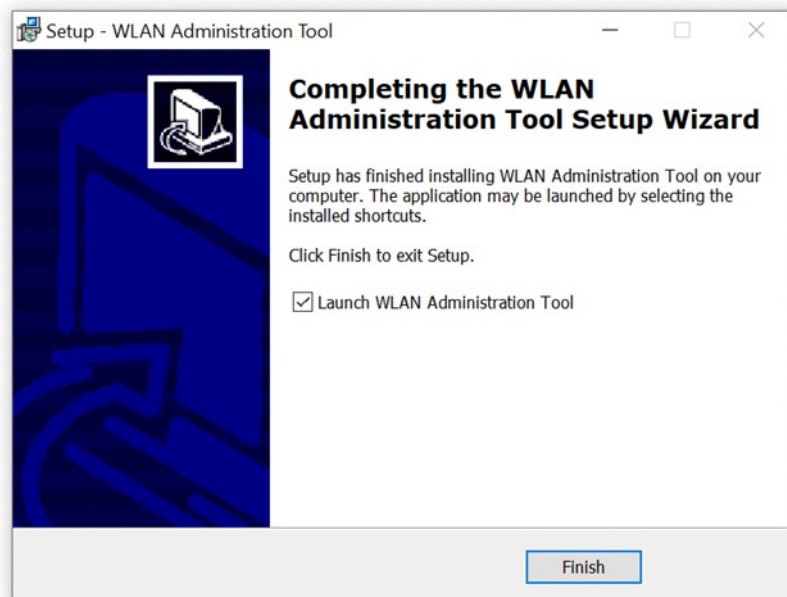 Setup - WLAN Administration Tool
Completing the WLAN
Administration Tool Setup Wizard
Setup has finished installing WLAN Administration Tool on your
computer. The application may be launched by selecting the
installed shortcuts.
Click Finish to exit Setup.
Launch WLAN Administration Tool
Finish